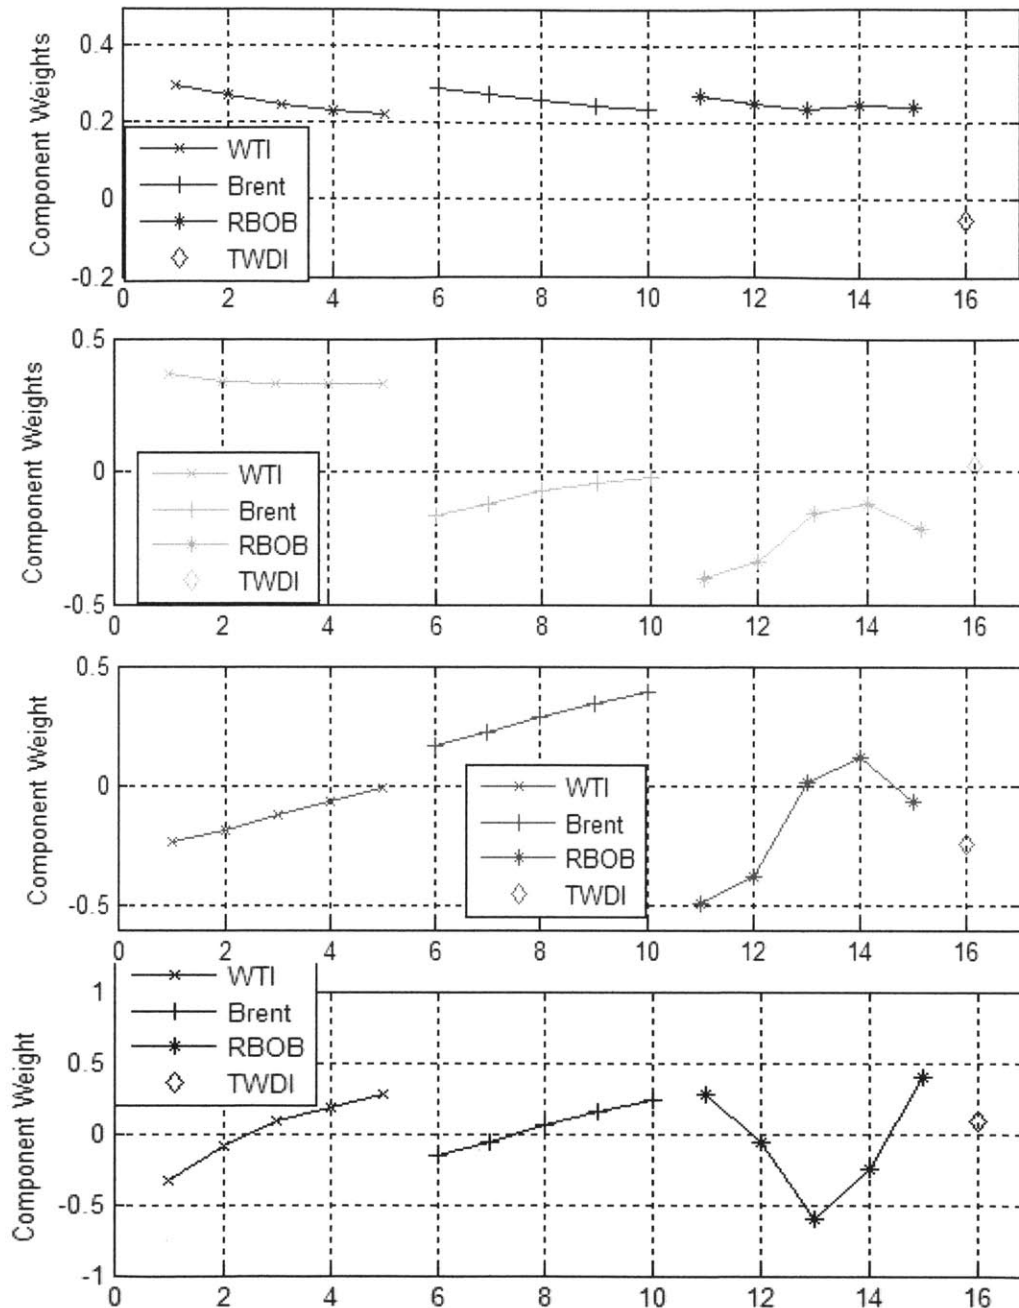 Component Weights
0.4
0.2
0
-0.2
WTI
Brent
RBOB
TWDI
0 2 4 6 8 10 12 14 16
Component Weights
0.5
0
-0.5
WTI
Brent
RBOB
TWDI
0 2 4 6 8 10 12 14 16
Component Weight
0.5
0
-0.5
WTI
Brent
RBOB
TWDI
0 2 4 6 8 10 12 14 16
Component Weight
1
0.5
0
-0.5
-1
WTI
Brent
RBOB
TWDI
0 2 4 6 8 10 12 14 16